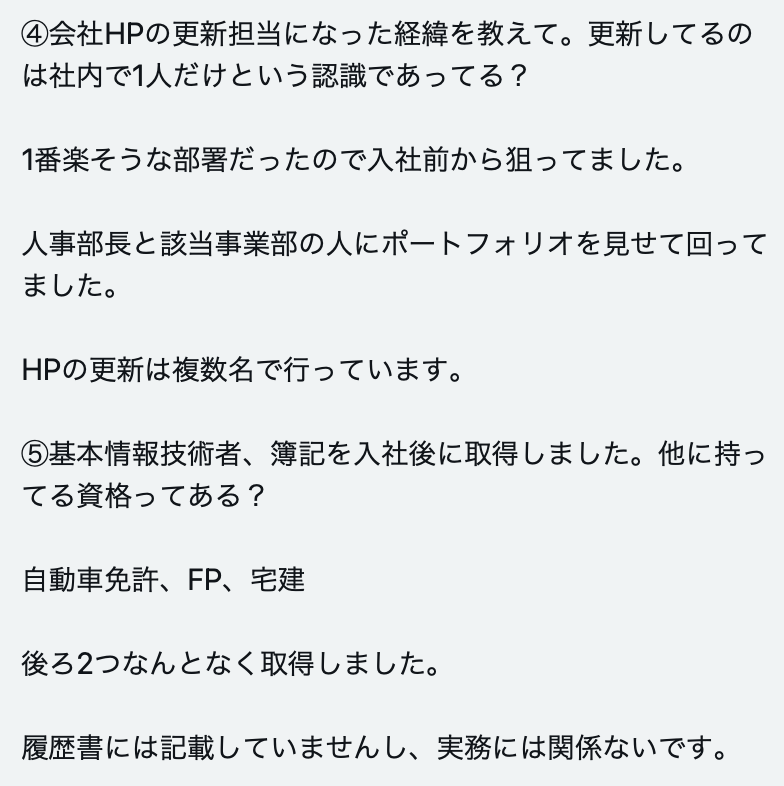 ④会社HPの更新担当になった経緯を教えて。更新してるの
は社内で1人だけという認識であってる？
1番楽そうな部署だったので入社前から狙ってました。
人事部長と該当事業部の人にポートフォリオを見せて回って
ました。
HPの更新は複数名で行っています。
⑤基本情報技術者、簿記を入社後に取得しました。他に持っ
てる資格ってある？
自動車免許、FP、宅建
後ろ2つなんとなく取得しました。
履歴書には記載していませんし、実務には関係ないです。